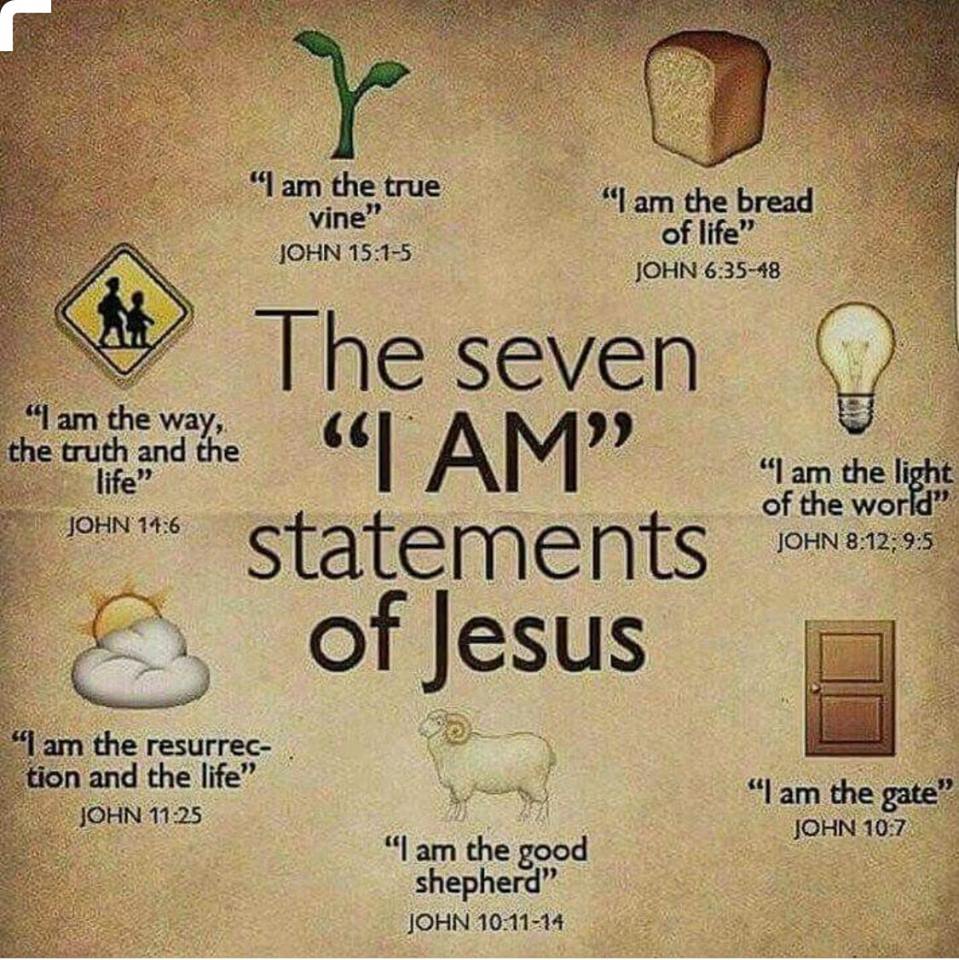 “I am the true
vine”
JOHN 15:1-5
“I am the bread
of life”
JOHN 6:35-48
“I am the way,
the truth and the
life”
JOHN 14:6
The seven
“I AM”
statements
of Jesus
“I am the light
of the world”
JOHN 8:12; 9:5
“I am the resurrec-
tion and the life”
JOHN 11:25
“I am the good
shepherd”
JOHN 10:11-14
“I am the gate”
JOHN 10:7